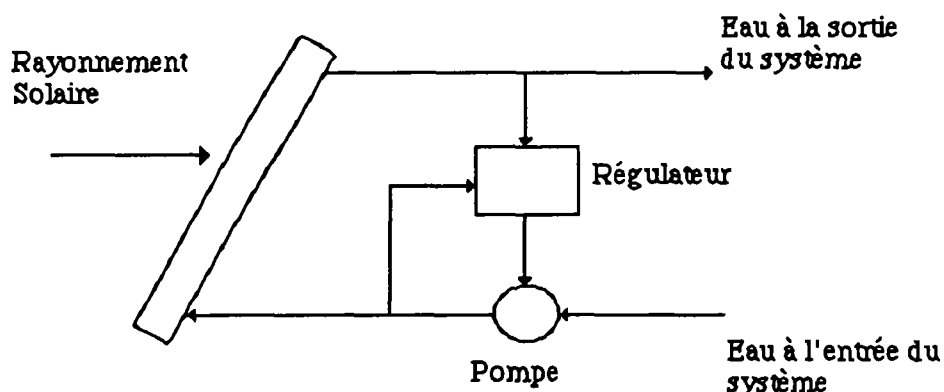 Eau à la sortie
du système
Rayonnement
Solaire
Régulateur
Pompe
Eau à l'entrée du
système